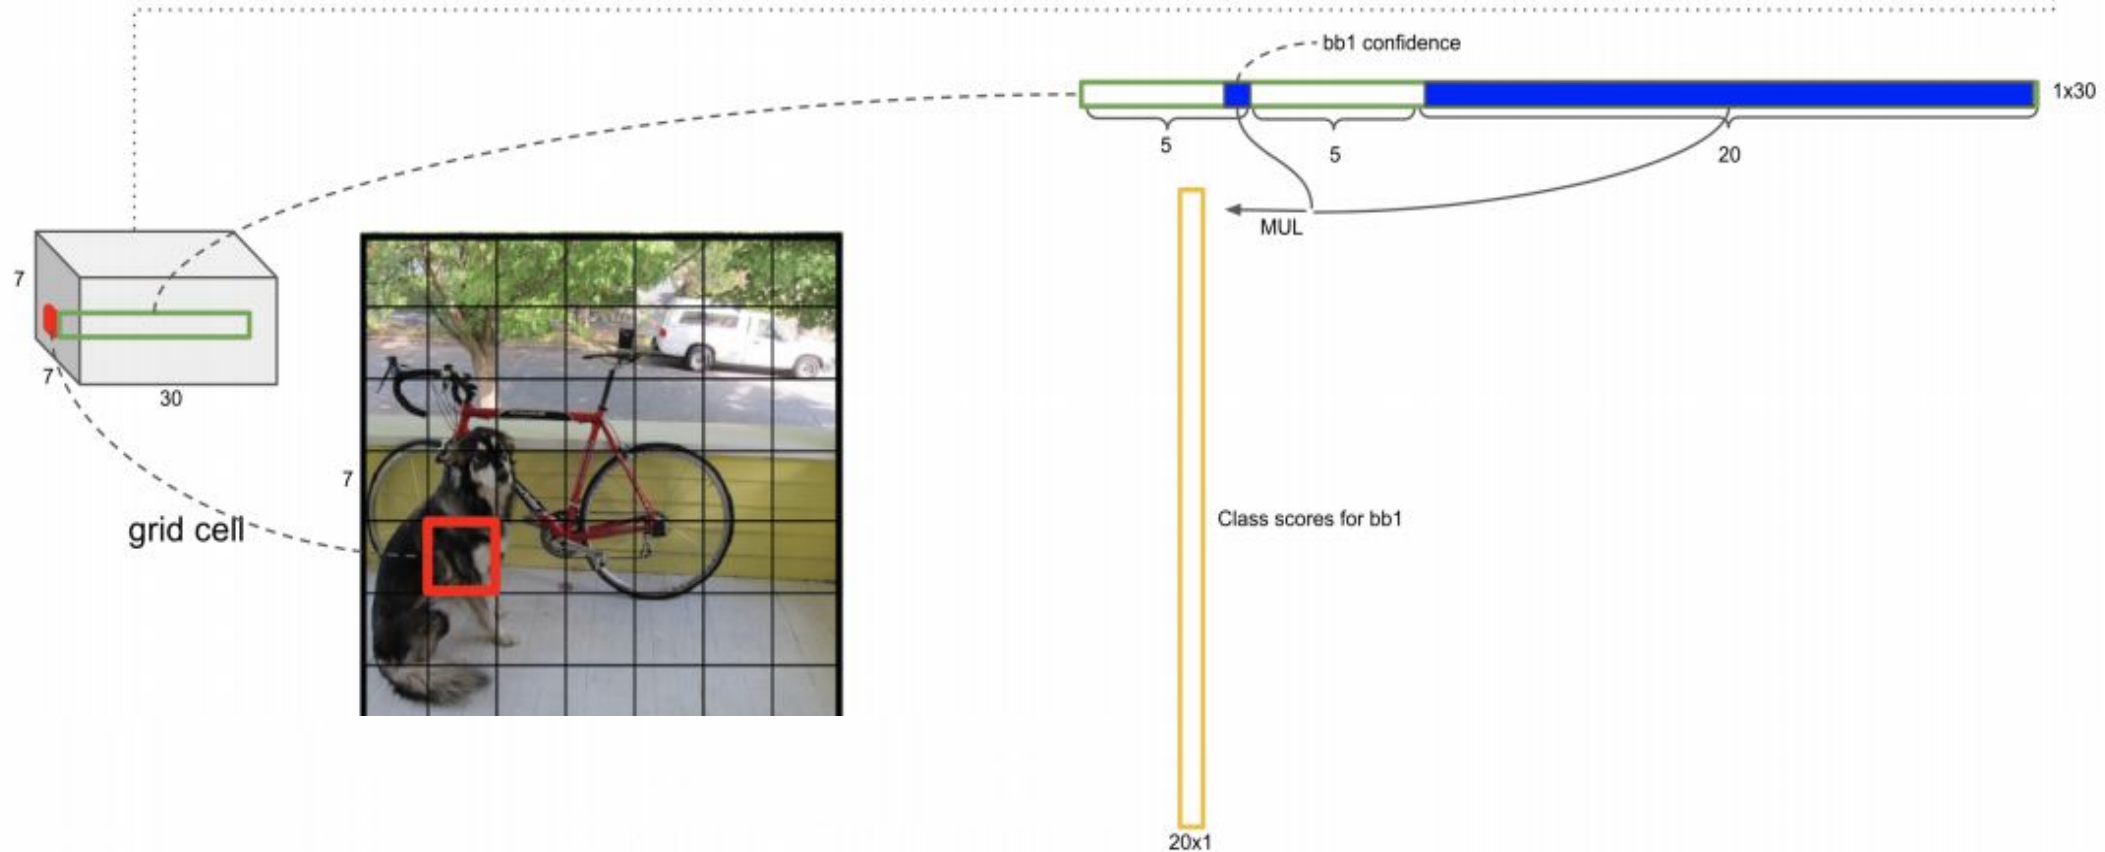 bb1 confidence
1x30
5
5
20
MUL
7
7
30
7
grid cell
Class scores for bb1
20x1